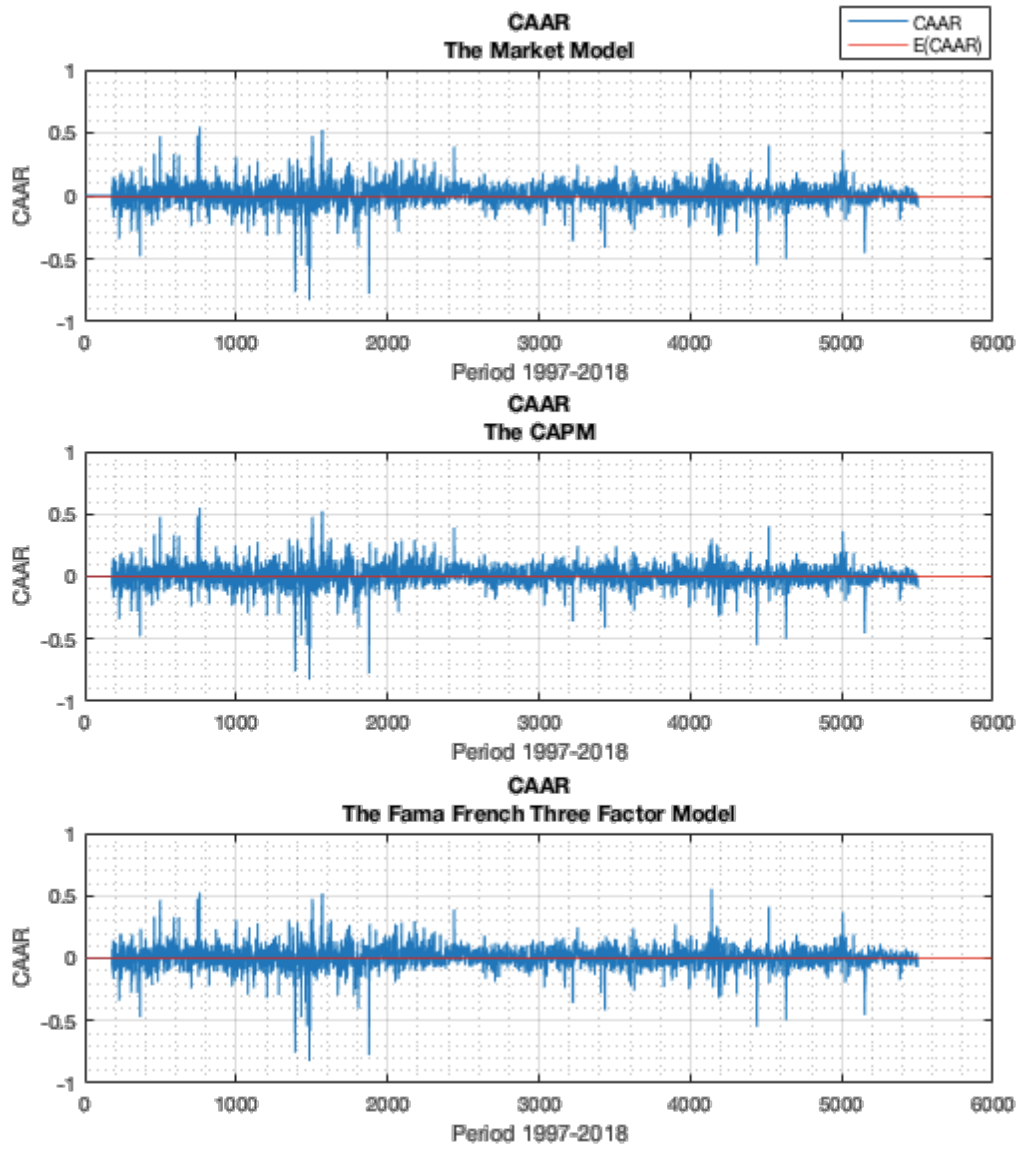 CAAR
The Market Model
CAAR
E(CAAR)
1
0.5
0
-0.5
-1
CAAR
0 1000 2000 3000 4000 5000 6000
Period 1997-2018
CAAR
The CAPM
1
0.5
0
-0.5
-1
CAAR
0 1000 2000 3000 4000 5000 6000
Period 1997-2018
CAAR
The Fama French Three Factor Model
1
0.5
0
-0.5
-1
CAAR
0 1000 2000 3000 4000 5000 6000
Period 1997-2018